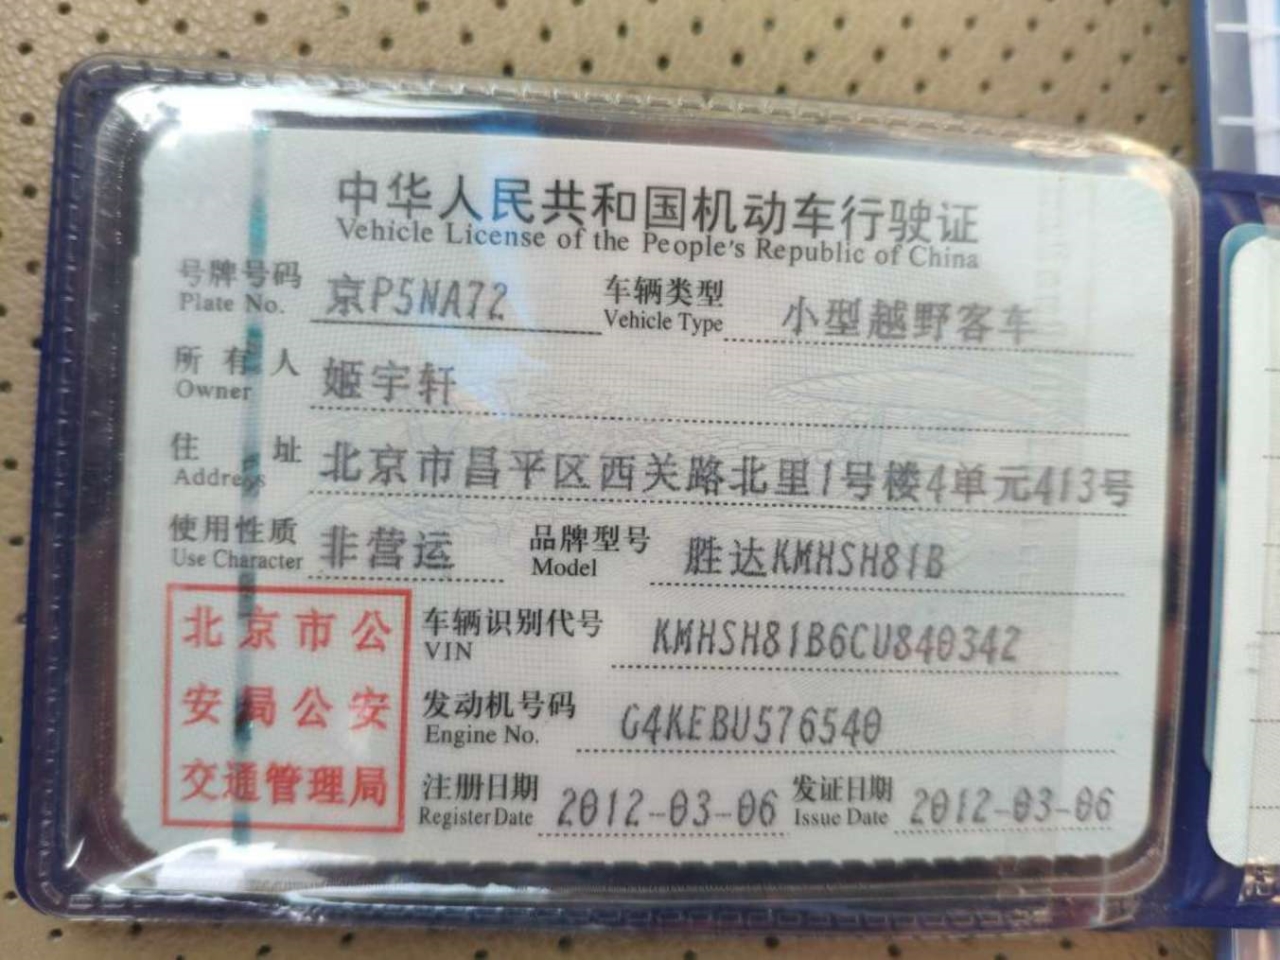 中华人民共和国机动车行驶证
Vehicle License of the People's Republic of China
号牌号码 京P5NA72 车辆类型 小型越野客车
Plate No. Vehicle Type
所有人 姬宇轩
Owner
住址 北京市昌平区西关路北里1号楼4单元413号
Address
使用性质 非营运 品牌型号 胜达KMHSH81B
Use Character Model
北京市公
安局公安
交通管理局
车辆识别代号 KMHSH81B6CU840342
VIN
发动机号码 G4KEBU576540
Engine No.
注册日期 2012-03-06 发证日期 2012-03-06
Register Date Issue Date